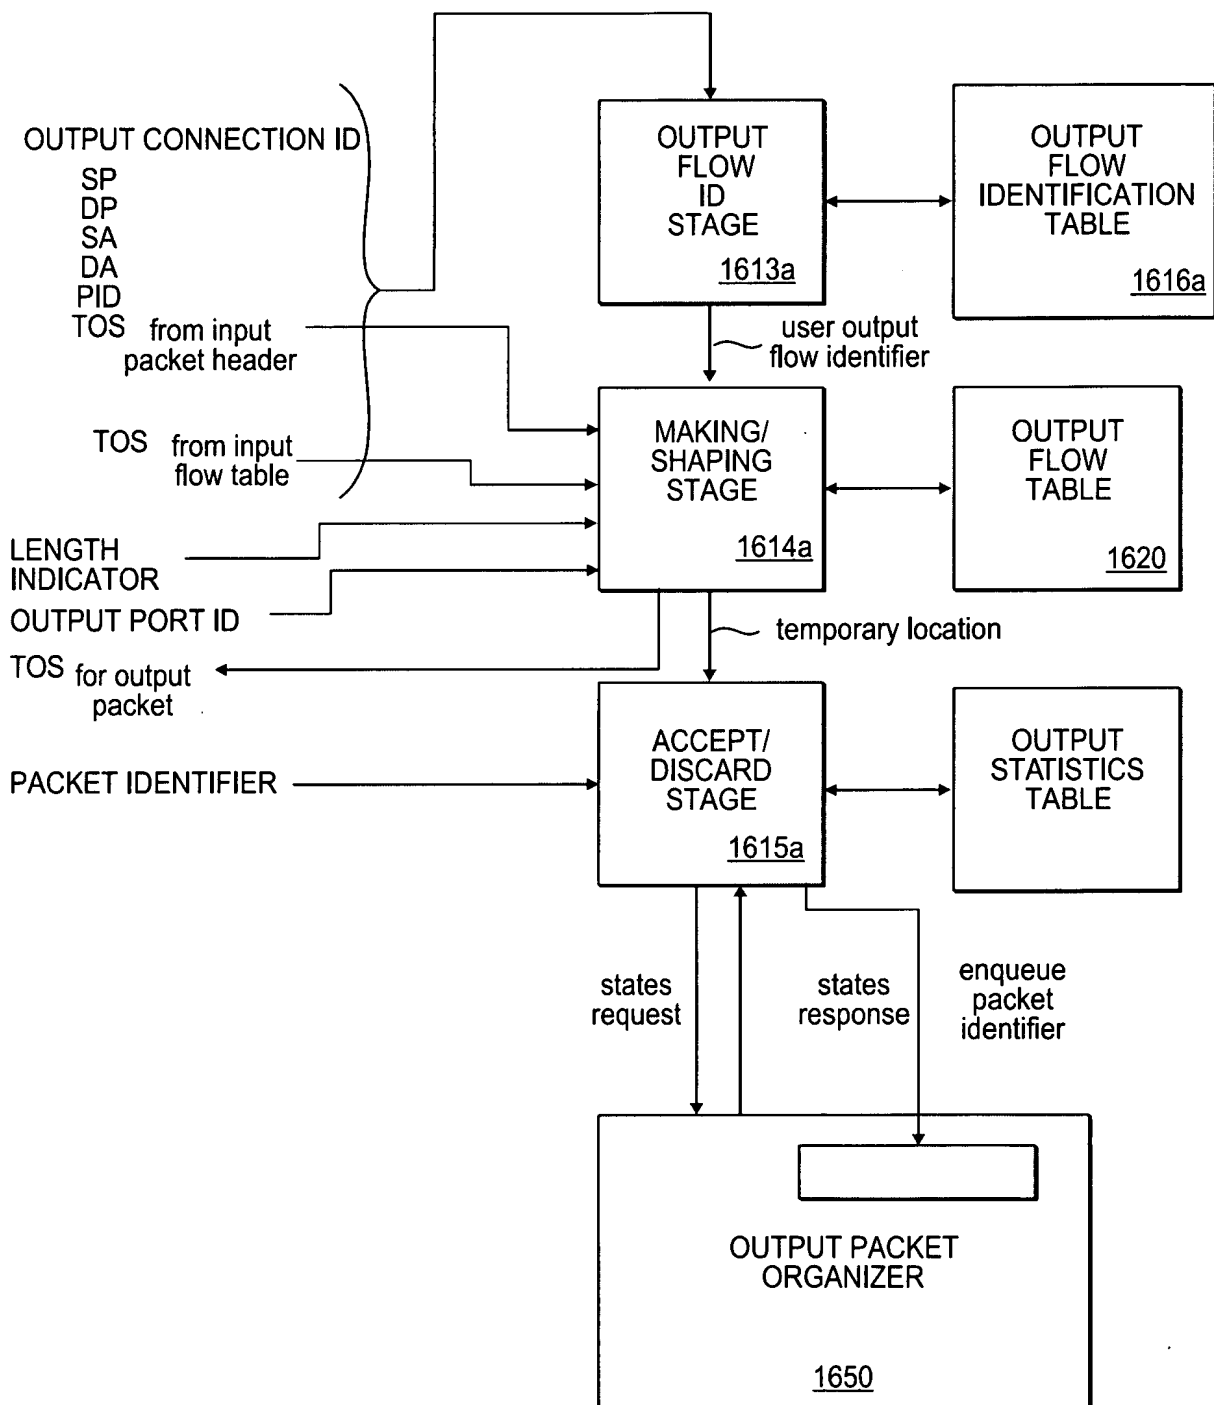 OUTPUT CONNECTION ID
SP
DP
SA
DA
PID
TOS from input
packet header
TOS from input
flow table
LENGTH
INDICATOR
OUTPUT PORT ID
TOS for output
packet
PACKET IDENTIFIER
OUTPUT
FLOW
ID
STAGE
1613a
OUTPUT
FLOW
IDENTIFICATION
TABLE
1616a
user output
flow identifier
MAKING/
SHAPING
STAGE
1614a
OUTPUT
FLOW
TABLE
1620
temporary location
ACCEPT/
DISCARD
STAGE
1615a
OUTPUT
STATISTICS
TABLE
states
request
states
response
enqueue
packet
identifier
OUTPUT PACKET
ORGANIZER
1650